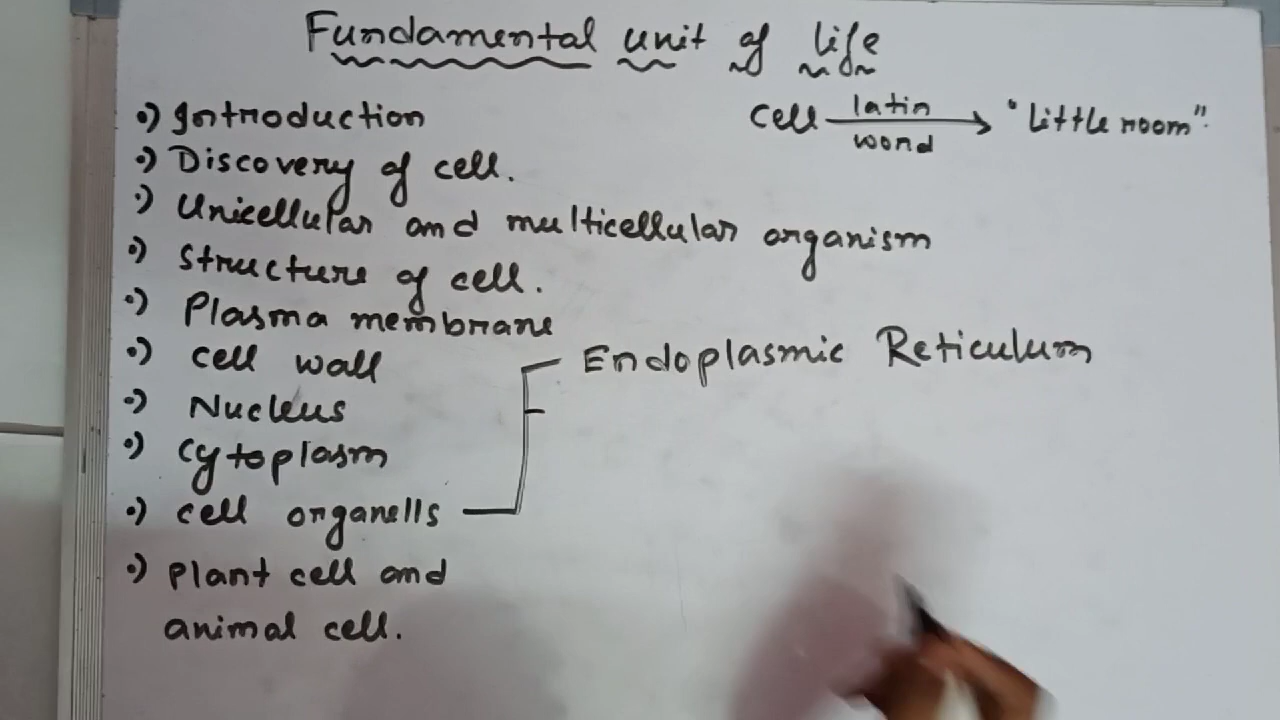 Fundamental unit of life
Cell latin word → "Little room"
•) Introduction
•) Discovery of cell.
•) Unicellular and multicellular organism
•) Structure of cell.
•) Plasma membrane
•) cell wall
•) Nucleus
•) Cytoplasm
•) cell organells
Endoplasmic Reticulum
•) plant cell and
animal cell.